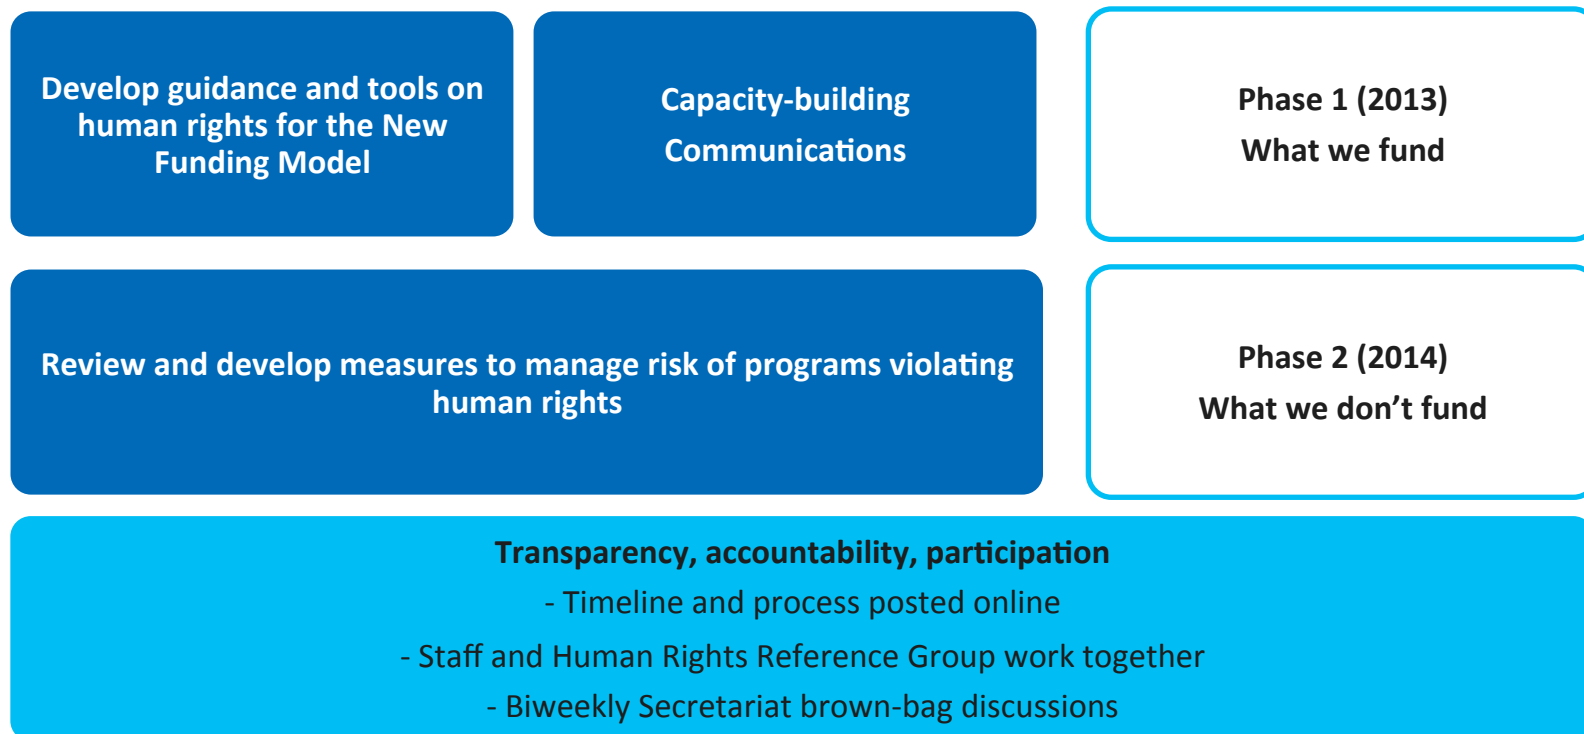 Develop guidance and tools on
human rights for the New
Funding Model
Capacity-building
Communications
Phase 1 (2013)
What we fund
Review and develop measures to manage risk of programs violating
human rights
Phase 2 (2014)
What we don’t fund
Transparency, accountability, participation
- Timeline and process posted online
- Staff and Human Rights Reference Group work together
- Biweekly Secretariat brown-bag discussions